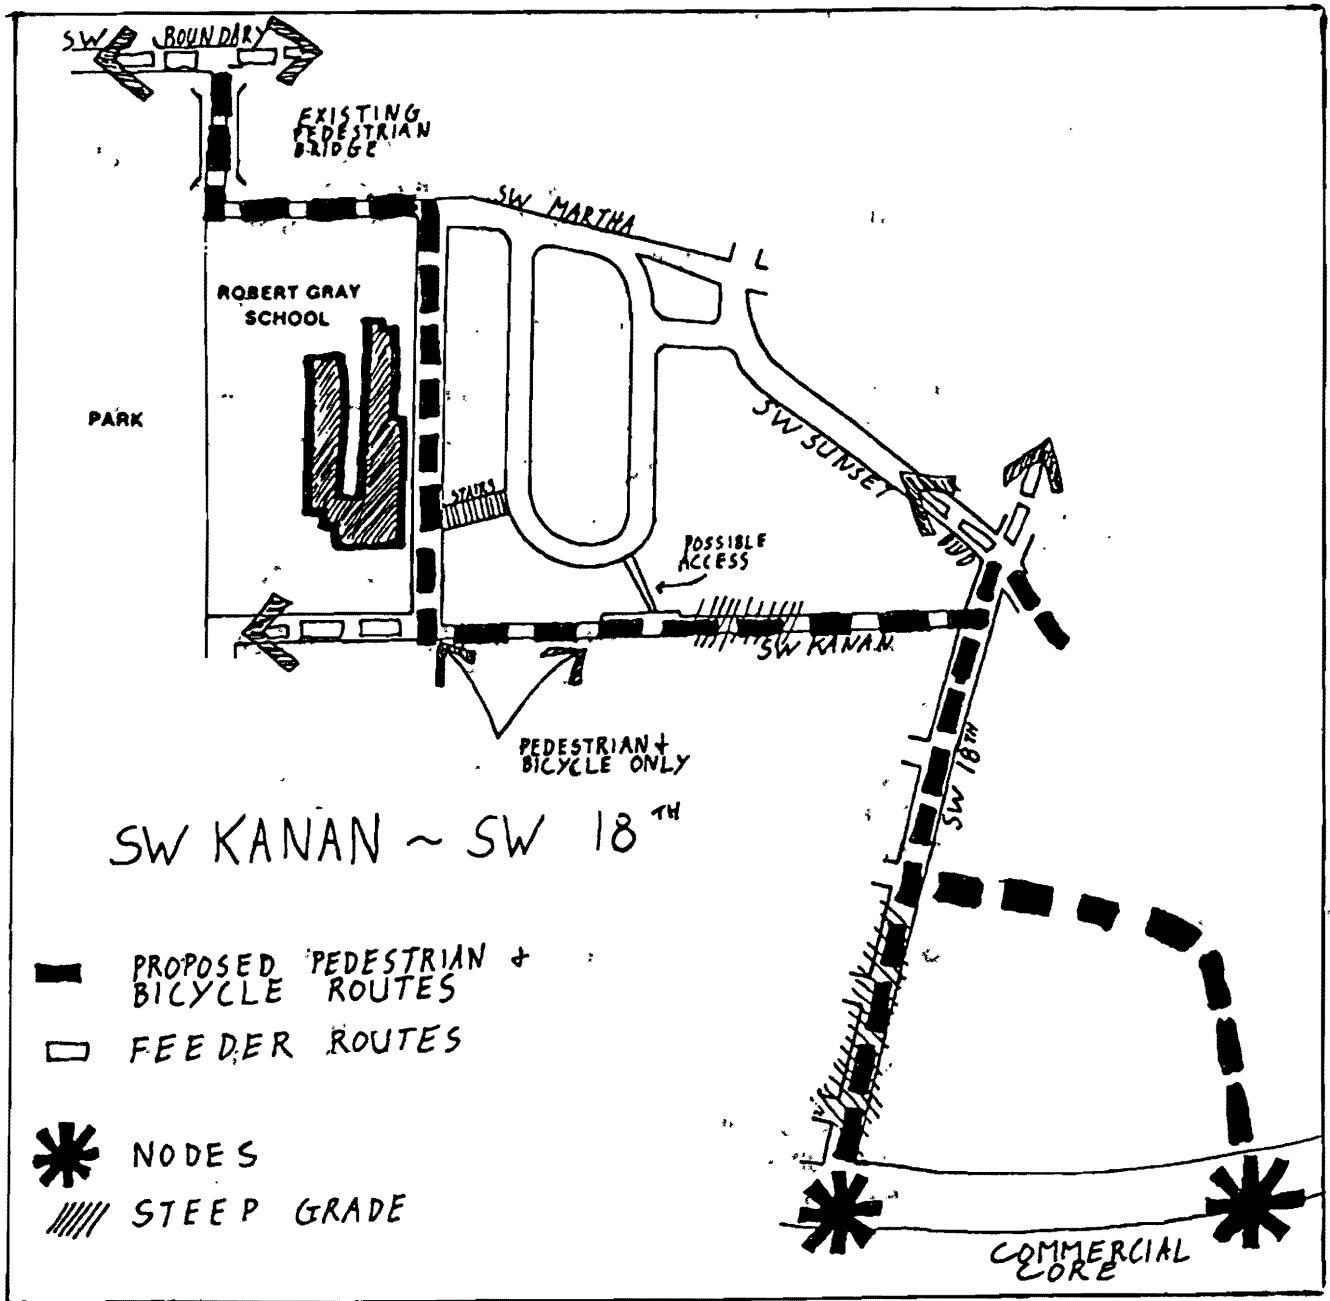 SW BOUNDARY
EXISTING
PEDESTRIAN
BRIDGE
SW MARTHA
ROBERT GRAY
SCHOOL
PARK
SW SUNSET
BLVD
STAIRS
POSSIBLE
ACCESS
SW KANAN
PEDESTRIAN +
BICYCLE ONLY
SW 18TH
SW KANAN ~ SW 18TH
PROPOSED PEDESTRIAN +
BICYCLE ROUTES
FEEDER ROUTES
NODES
STEEP GRADE
COMMERCIAL
CORE